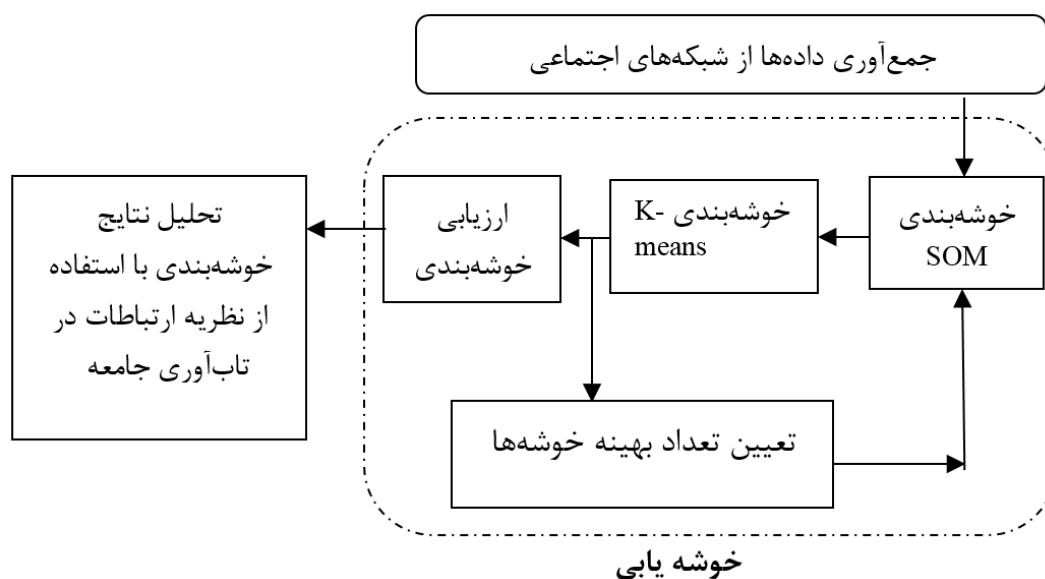 جمع‌آوری داده‌ها از شبکه‌های اجتماعی
خوشه‌بندی
SOM
خوشه‌بندی K-
means
ارزیابی
خوشه‌بندی
تحلیل نتایج
خوشه‌بندی با استفاده
از نظریه ارتباطات در
تاب‌آوری جامعه
تعیین تعداد بهینه خوشه‌ها
خوشه یابی